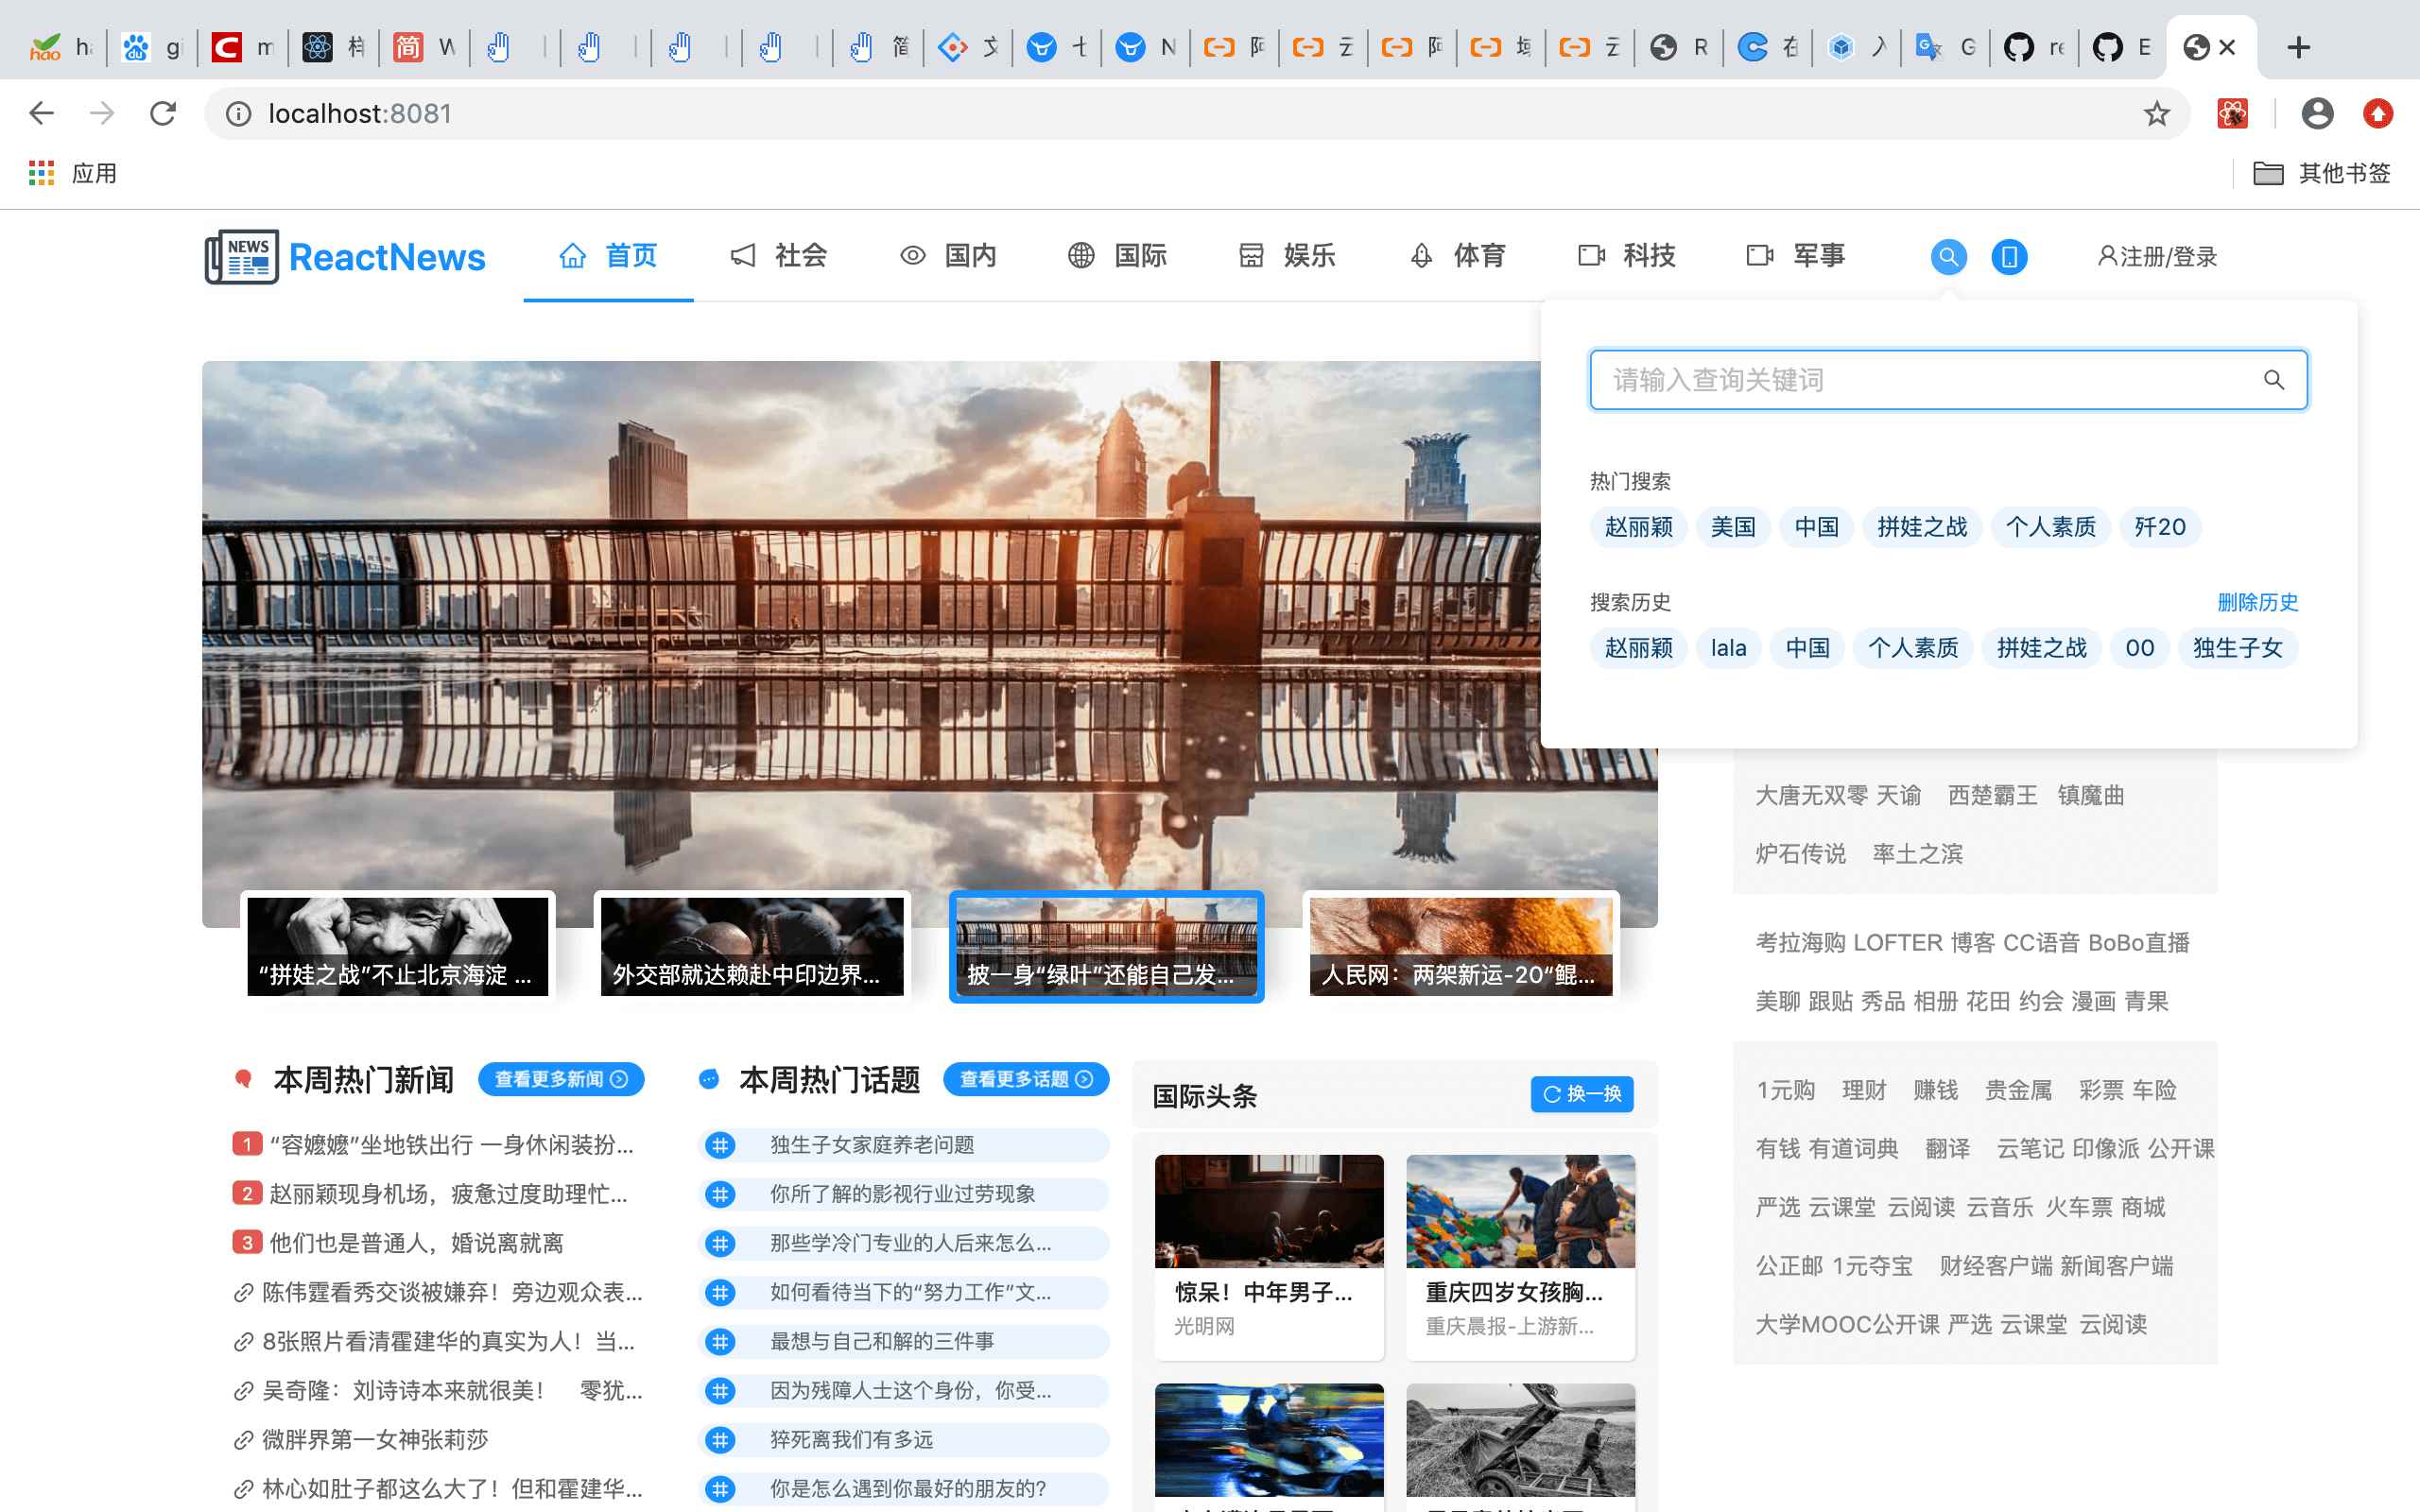 ha
gi
m
样
W
简
文
七
N
阿
云
阿
域
云
R
在
入
G
re
E
localhost:8081
应用
其他书签
NEWS
ReactNews
首页
社会
国内
国际
娱乐
体育
科技
军事
注册/登录
请输入查询关键词
热门搜索
赵丽颖 美国 中国 拼娃之战 个人素质 歼20
搜索历史 删除历史
赵丽颖 lala 中国 个人素质 拼娃之战 00 独生子女
大唐无双零 天谕 西楚霸王 镇魔曲
炉石传说 率土之滨
考拉海购 LOFTER 博客 CC语音 BoBo直播
美聊 跟贴 秀品 相册 花田 约会 漫画 青果
1元购 理财 赚钱 贵金属 彩票 车险
有钱 有道词典 翻译 云笔记 印像派 公开课
严选 云课堂 云阅读 云音乐 火车票 商城
公正邮 1元夺宝 财经客户端 新闻客户端
大学MOOC公开课 严选 云课堂 云阅读
“拼娃之战”不止北京海淀 ...
外交部就达赖赴中印边界...
披一身“绿叶”还能自己发...
人民网：两架新运-20“鲲...
本周热门新闻 查看更多新闻
1 “容嬷嬷”坐地铁出行 一身休闲装扮...
2 赵丽颖现身机场，疲惫过度助理忙...
3 他们也是普通人，婚说离就离
陈伟霆看秀交谈被嫌弃！旁边观众表...
8张照片看清霍建华的真实为人！当...
吴奇隆：刘诗诗本来就很美！ 零犹...
微胖界第一女神张莉莎
林心如肚子都这么大了！但和霍建华...
本周热门话题 查看更多话题
独生子女家庭养老问题
你所了解的影视行业过劳现象
那些学冷门专业的人后来怎么...
如何看待当下的“努力工作”文...
最想与自己和解的三件事
因为残障人士这个身份，你受...
猝死离我们有多远
你是怎么遇到你最好的朋友的?
国际头条 换一换
惊呆！中年男子...
光明网
重庆四岁女孩胸...
重庆晨报-上游新...